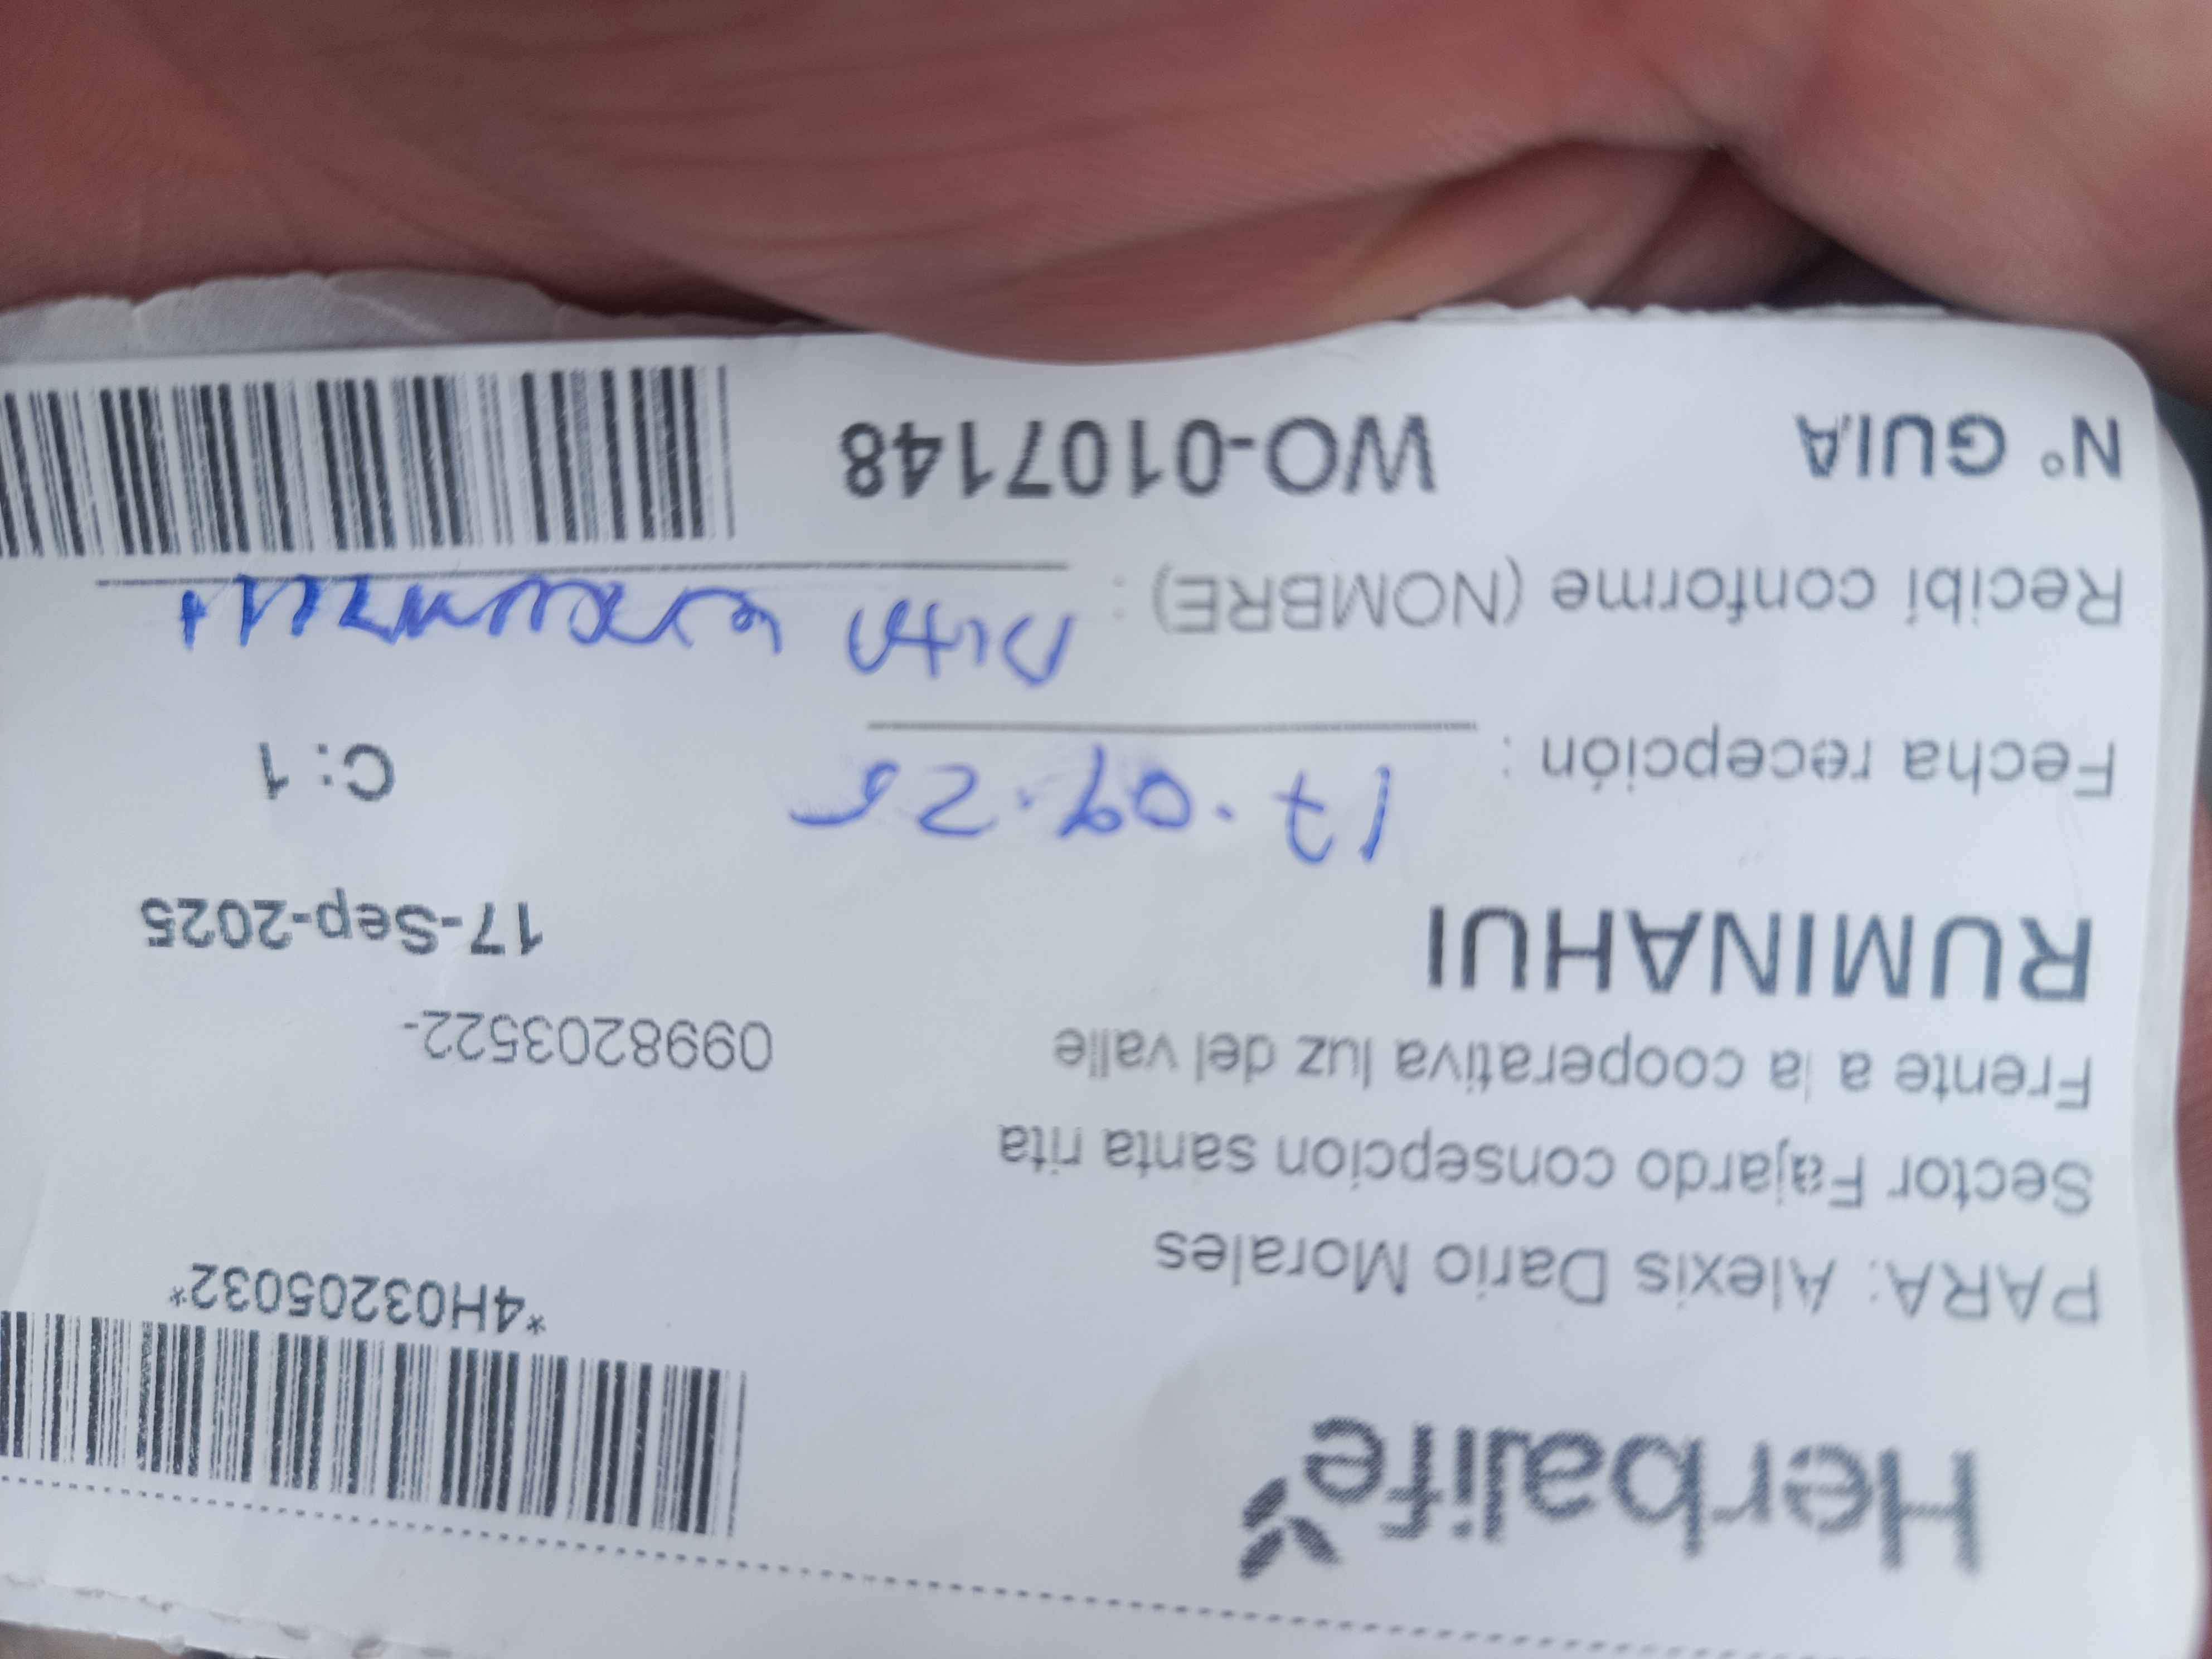 Herbalife
*4H03205032*
PARA: Alexis Dario Morales
Sector Fajardo consepcion santa rita
Frente a la cooperativa luz del valle
0998203522-
RUMINAHUI
17-Sep-2025
Fecha recepción : 17.09.25
C: 1
Recibí conforme (NOMBRE) :
N° GUIA WO-0107148